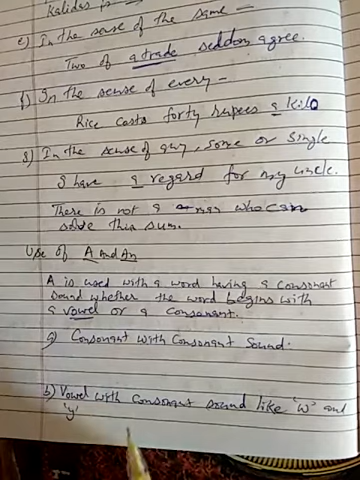 Kalidas is
e) In the sense of the same –
Two of a trade seldom agree.
f) In the sense of every –
Rice costs forty rupees a kilo
g) In the sense of any, some or single
I have a regard for my uncle.
There is not a man who can
solve this sum.
Use of A and An
A is used with a word having a consonant
sound whether the word begins with
a vowel or a consonant.
a) Consonant with Consonant Sound.
b) Vowel with consonant sound like 'w' and
'y'